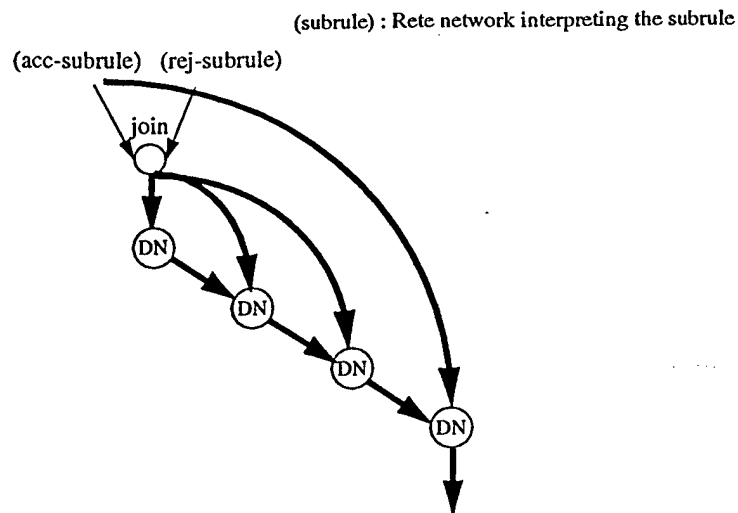 (subrule) : Rete network interpreting the subrule
(acc-subrule) (rej-subrule)
join
DN
DN
DN
DN